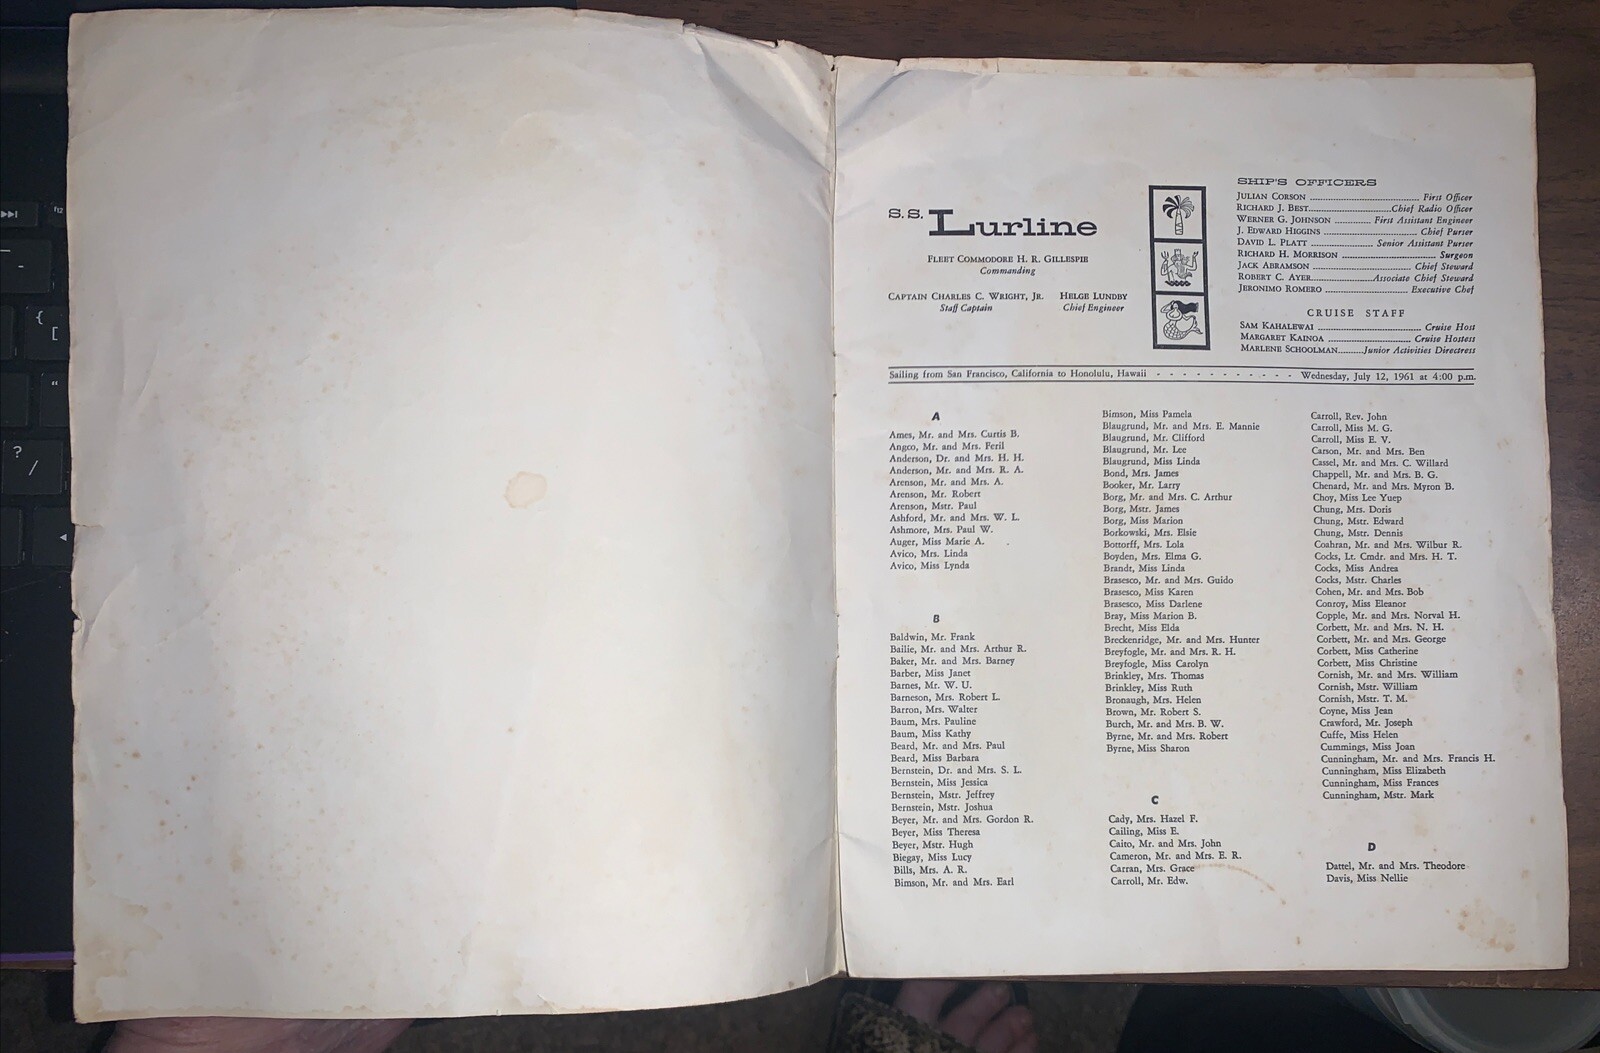 S.S. Lurline
FLEET COMMODORE H. R. GILLESPIE
Commanding
CAPTAIN CHARLES C. WRIGHT, JR.
Staff Captain
HELGE LUNDBY
Chief Engineer
SHIP'S OFFICERS
JULIAN CORSON ........ First Officer
RICHARD J. BEST ........ Chief Radio Officer
WERNER G. JOHNSON ........ First Assistant Engineer
J. EDWARD HIGGINS ........ Chief Purser
DAVID L. PLATT ........ Senior Assistant Purser
RICHARD H. MORRISON ........ Surgeon
JACK ABRAMSON ........ Chief Steward
ROBERT C. AYER ........ Associate Chief Steward
JERONIMO ROMERO ........ Executive Chef
CRUISE STAFF
SAM KAHALEWAI ........ Cruise Host
MARGARET KAINOA ........ Cruise Hostess
MARLENE SCHOOLMAN ........ Junior Activities Directress
Sailing from San Francisco, California to Honolulu, Hawaii - - - - - - - - - - - Wednesday, July 12, 1961 at 4:00 p.m.
A
Ames, Mr. and Mrs. Curtis B.
Angco, Mr. and Mrs. Feril
Anderson, Dr. and Mrs. H. H.
Anderson, Mr. and Mrs. R. A.
Arenson, Mr. and Mrs. A.
Arenson, Mr. Robert
Arenson, Mstr. Paul
Ashford, Mr. and Mrs. W. L.
Ashmore, Mrs. Paul W.
Auger, Miss Marie A.
Avico, Mrs. Linda
Avico, Miss Lynda
B
Baldwin, Mr. Frank
Bailie, Mr. and Mrs. Arthur R.
Baker, Mr. and Mrs. Barney
Barber, Miss Janet
Barnes, Mr. W. U.
Barneson, Mrs. Robert L.
Barron, Mrs. Walter
Baum, Mrs. Pauline
Baum, Miss Kathy
Beard, Mr. and Mrs. Paul
Beard, Miss Barbara
Bernstein, Dr. and Mrs. S. L.
Bernstein, Miss Jessica
Bernstein, Mstr. Jeffrey
Bernstein, Mstr. Joshua
Beyer, Mr. and Mrs. Gordon R.
Beyer, Miss Theresa
Beyer, Mstr. Hugh
Biegay, Miss Lucy
Bills, Mrs. A. R.
Bimson, Mr. and Mrs. Earl
Bimson, Miss Pamela
Blaugrund, Mr. and Mrs. E. Mannie
Blaugrund, Mr. Clifford
Blaugrund, Mr. Lee
Blaugrund, Miss Linda
Bond, Mrs. James
Booker, Mr. Larry
Borg, Mr. and Mrs. C. Arthur
Borg, Mstr. James
Borg, Miss Marion
Borkowski, Mrs. Elsie
Bottorff, Mrs. Lola
Boyden, Mrs. Elma G.
Brandt, Miss Linda
Brasesco, Mr. and Mrs. Guido
Brasesco, Miss Karen
Brasesco, Miss Darlene
Bray, Miss Marion B.
Brecht, Miss Elda
Breckenridge, Mr. and Mrs. Hunter
Breyfogle, Mr. and Mrs. R. H.
Breyfogle, Miss Carolyn
Brinkley, Mrs. Thomas
Brinkley, Miss Ruth
Bronaugh, Mrs. Helen
Brown, Mr. Robert S.
Burch, Mr. and Mrs. B. W.
Byrne, Mr. and Mrs. Robert
Byrne, Miss Sharon
C
Cady, Mrs. Hazel F.
Cailing, Miss E.
Caito, Mr. and Mrs. John
Cameron, Mr. and Mrs. E. R.
Carran, Mrs. Grace
Carroll, Mr. Edw.
Carroll, Rev. John
Carroll, Miss M. G.
Carroll, Miss E. V.
Carson, Mr. and Mrs. Ben
Cassel, Mr. and Mrs. C. Willard
Chappell, Mr. and Mrs. B. G.
Chenard, Mr. and Mrs. Myron B.
Choy, Miss Lee Yuep
Chung, Mrs. Doris
Chung, Mstr. Edward
Chung, Mstr. Dennis
Coahran, Mr. and Mrs. Wilbur R.
Cocks, Lt. Cmdr. and Mrs. H. T.
Cocks, Miss Andrea
Cocks, Mstr. Charles
Cohen, Mr. and Mrs. Bob
Conroy, Miss Eleanor
Copple, Mr. and Mrs. Norval H.
Corbett, Mr. and Mrs. N. H.
Corbett, Mr. and Mrs. George
Corbett, Miss Catherine
Corbett, Miss Christine
Cornish, Mr. and Mrs. William
Cornish, Mstr. William
Cornish, Mstr. T. M.
Coyne, Miss Jean
Crawford, Mr. Joseph
Cuffe, Miss Helen
Cummings, Miss Joan
Cunningham, Mr. and Mrs. Francis H.
Cunningham, Miss Elizabeth
Cunningham, Miss Frances
Cunningham, Mstr. Mark
D
Dattel, Mr. and Mrs. Theodore
Davis, Miss Nellie
f12
{
[
"
?
/